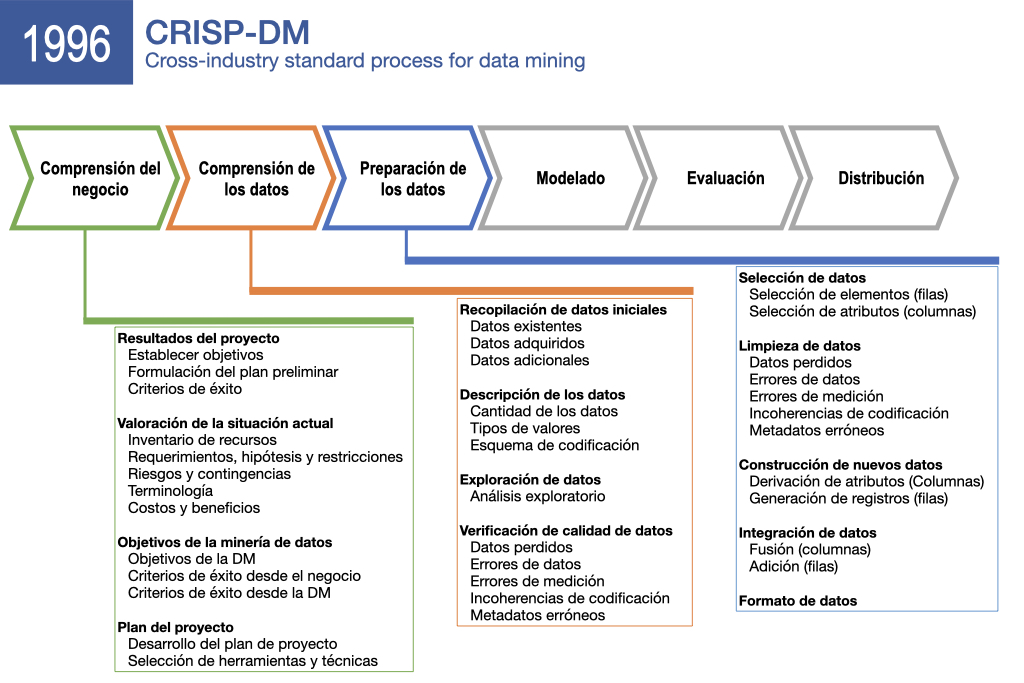 1996
CRISP-DM
Cross-industry standard process for data mining
Comprensión del
negocio
Comprensión de
los datos
Preparación de
los datos
Modelado
Evaluación
Distribución
Resultados del proyecto
Establecer objetivos
Formulación del plan preliminar
Criterios de éxito
Valoración de la situación actual
Inventario de recursos
Requerimientos, hipótesis y restricciones
Riesgos y contingencias
Terminología
Costos y beneficios
Objetivos de la minería de datos
Objetivos de la DM
Criterios de éxito desde el negocio
Criterios de éxito desde la DM
Plan del proyecto
Desarrollo del plan de proyecto
Selección de herramientas y técnicas
Recopilación de datos iniciales
Datos existentes
Datos adquiridos
Datos adicionales
Descripción de los datos
Cantidad de los datos
Tipos de valores
Esquema de codificación
Exploración de datos
Análisis exploratorio
Verificación de calidad de datos
Datos perdidos
Errores de datos
Errores de medición
Incoherencias de codificación
Metadatos erróneos
Selección de datos
Selección de elementos (filas)
Selección de atributos (columnas)
Limpieza de datos
Datos perdidos
Errores de datos
Errores de medición
Incoherencias de codificación
Metadatos erróneos
Construcción de nuevos datos
Derivación de atributos (Columnas)
Generación de registros (filas)
Integración de datos
Fusión (columnas)
Adición (filas)
Formato de datos